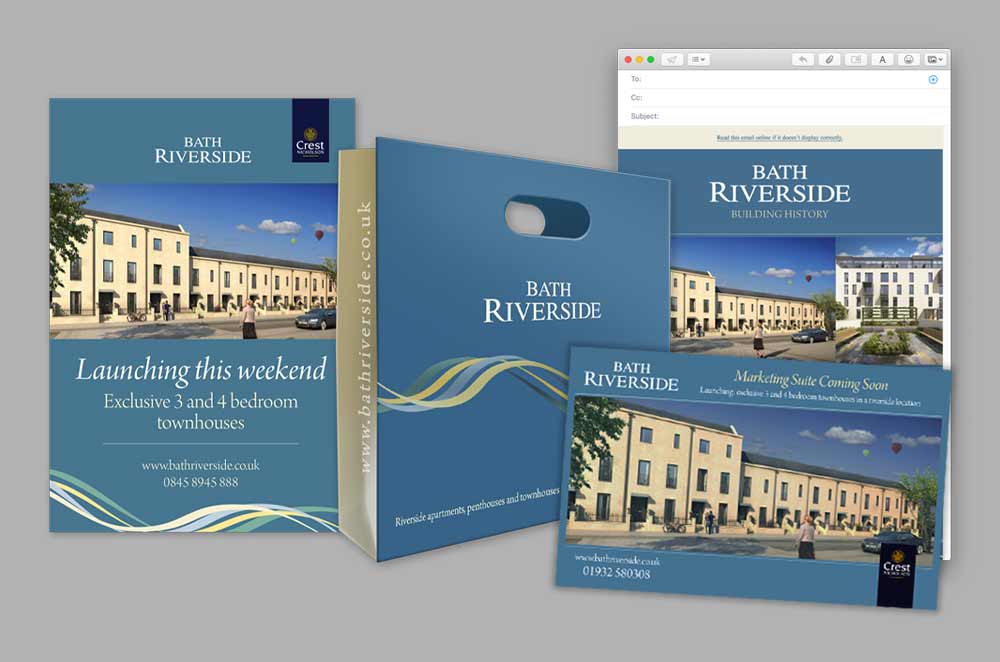 BATH
RIVERSIDE
Crest
NICHOLSON
Launching this weekend
Exclusive 3 and 4 bedroom
townhouses
www.bathriverside.co.uk
0845 8945 888
www.bathriverside.co.uk
BATH
RIVERSIDE
Riverside apartments, penthouses and townhouses
To:
Cc:
Subject:
Read this email online if it doesn't display correctly.
BATH
RIVERSIDE
BUILDING HISTORY
BATH
RIVERSIDE
Marketing Suite Coming Soon
Launching: exclusive 3 and 4 bedroom townhouses in a riverside location
www.bathriverside.co.uk
01932 580308
Crest
NICHOLSON